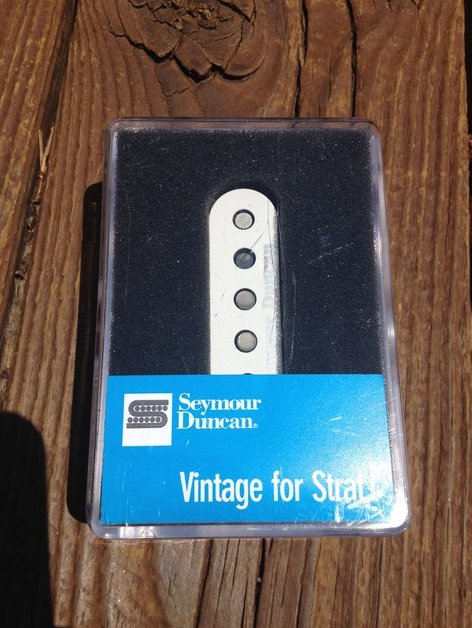 Seymour
Duncan®
Vintage for Strat